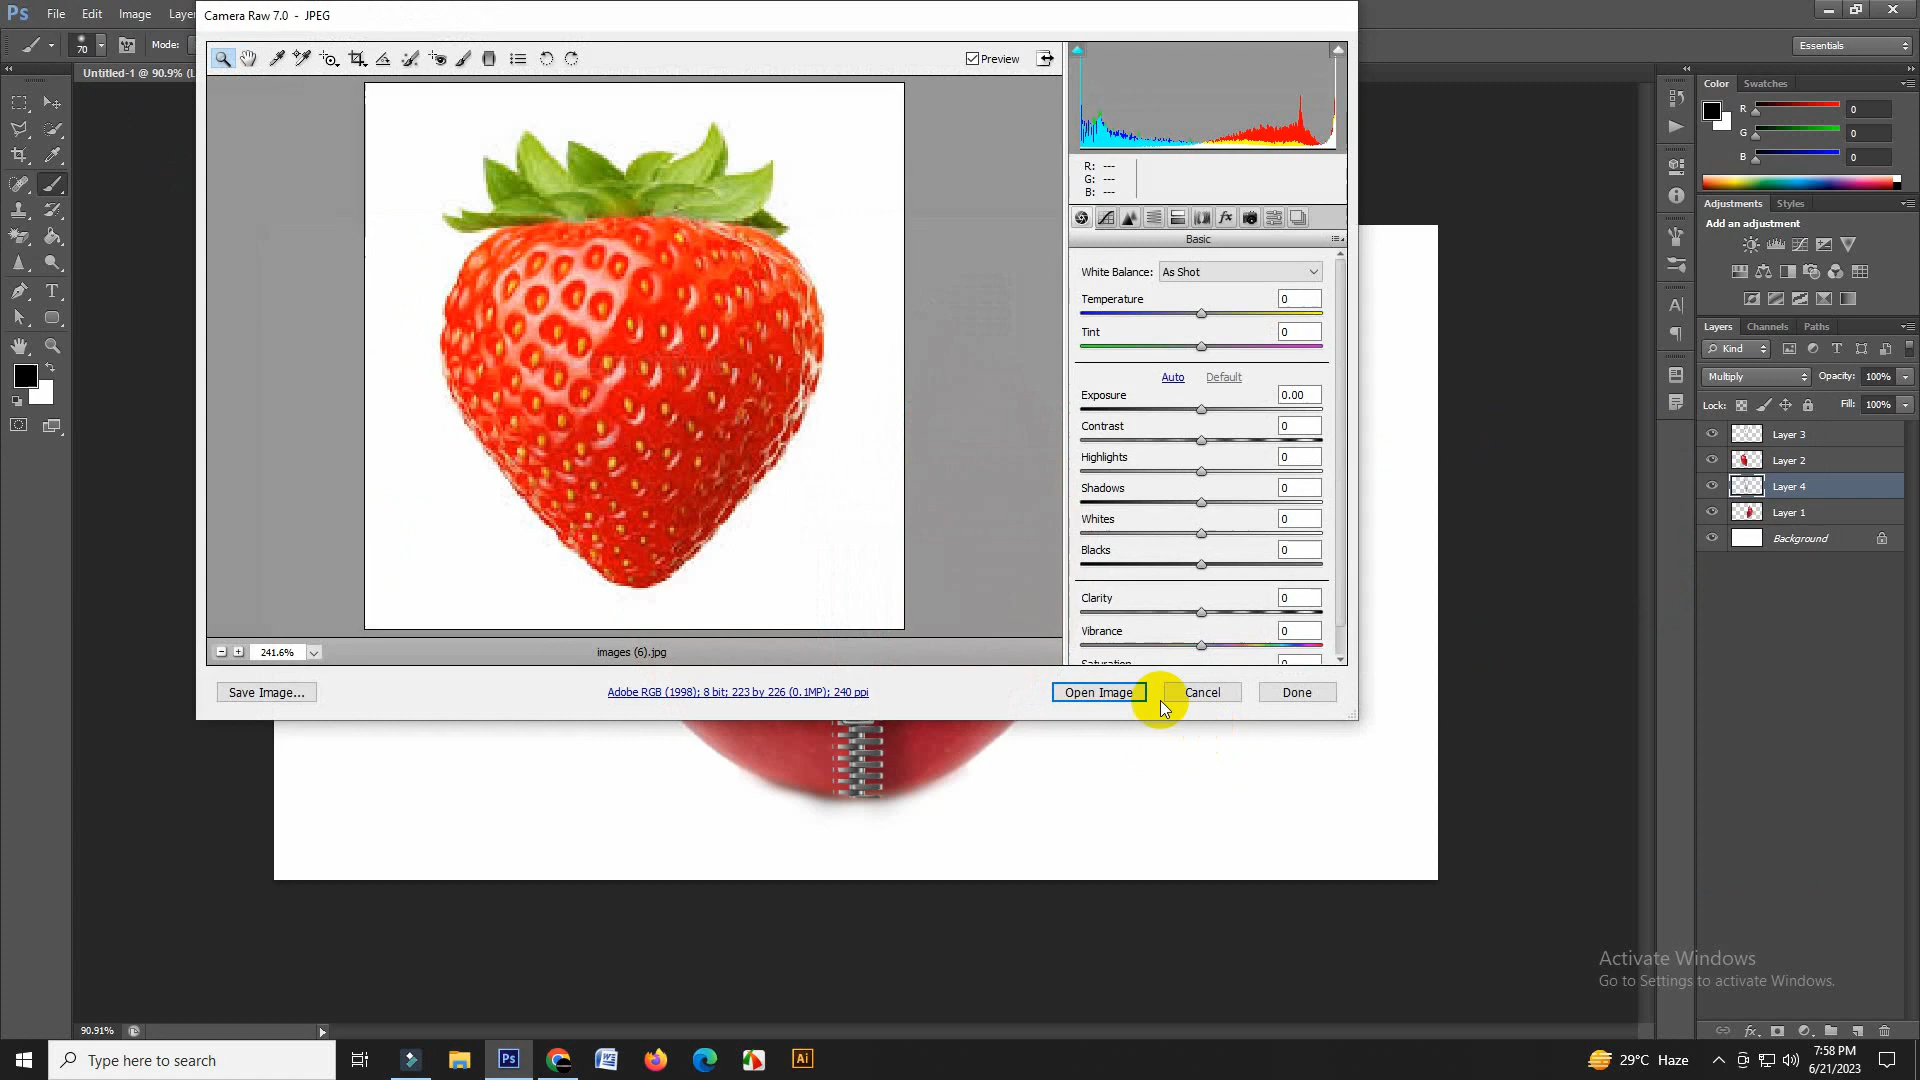 Camera Raw 7.0 - JPEG
Ps File Edit Image Laye
70 Mode: Essentials
Untitled-1 @ 90.9% (L
Preview
R: ---
G: ---
B: ---
Basic
White Balance: As Shot
Temperature 0
Tint 0
Auto Default
Exposure 0.00
Contrast 0
Highlights 0
Shadows 0
Whites 0
Blacks 0
Clarity 0
Vibrance 0
241.6% images (6).jpg
Save Image... Adobe RGB (1998); 8 bit; 223 by 226 (0.1MP); 240 ppi Open Image Cancel Done
Color Swatches
R 0
G 0
B 0
Adjustments Styles
Add an adjustment
Layers Channels Paths
Kind
Multiply Opacity: 100%
Lock: Fill: 100%
Layer 3
Layer 2
Layer 4
Layer 1
Background
Activate Windows
Go to Settings to activate Windows.
90.91%
Type here to search
Ps
Ai
29°C Haze
7:58 PM
6/21/2023